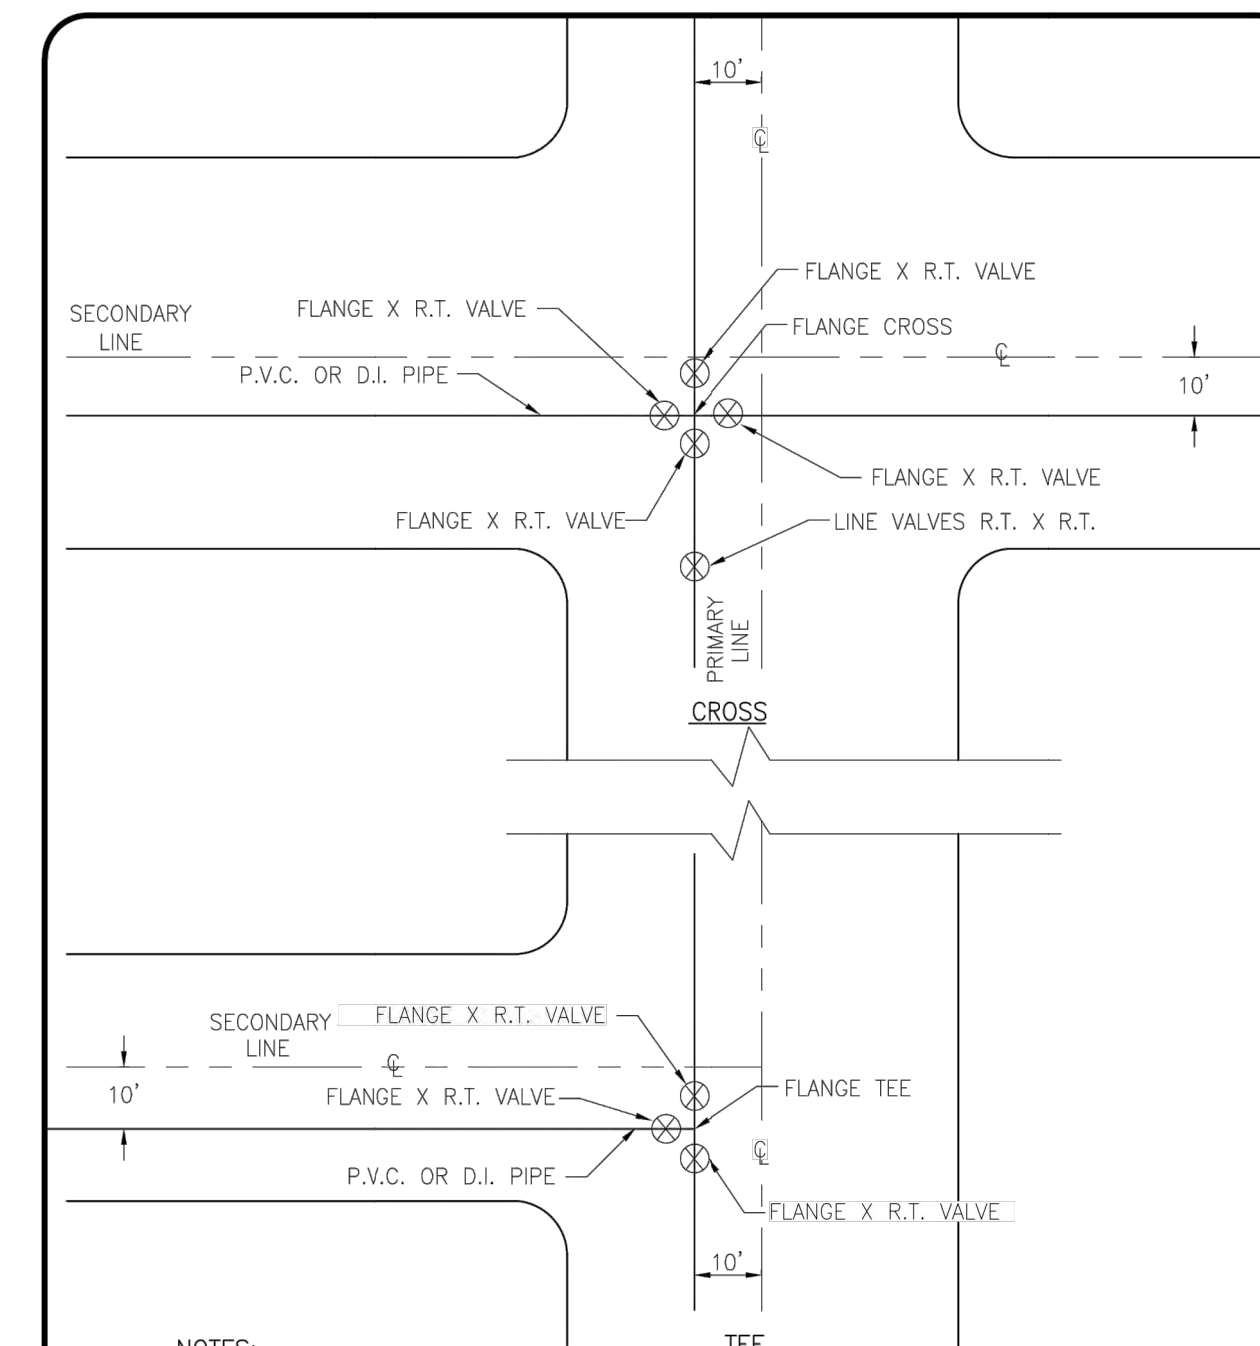 10'
℄
FLANGE X R.T. VALVE
FLANGE X R.T. VALVE
SECONDARY
LINE
FLANGE CROSS
℄
P.V.C. OR D.I. PIPE
10'
FLANGE X R.T. VALVE
FLANGE X R.T. VALVE
LINE VALVES R.T. X R.T.
PRIMARY
LINE
CROSS
FLANGE X R.T. VALVE
SECONDARY
LINE
℄
10'
FLANGE X R.T. VALVE
FLANGE TEE
℄
P.V.C. OR D.I. PIPE
FLANGE X R.T. VALVE
10'
NOTES:
TEE